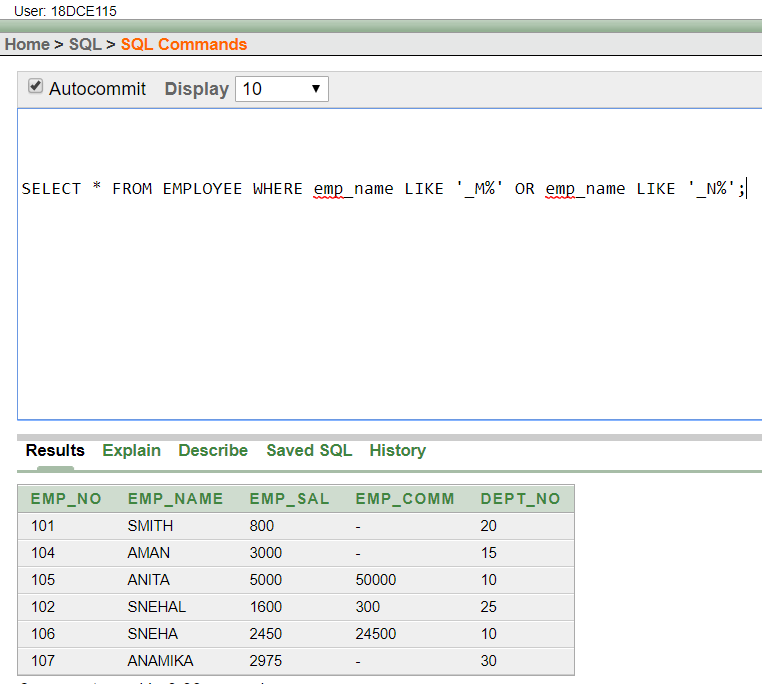 User: 18DCE115
Home > SQL > SQL Commands
Autocommit Display 10
SELECT * FROM EMPLOYEE WHERE emp_name LIKE '_M%' OR emp_name LIKE '_N%';
Results Explain Describe Saved SQL History
EMP_NO EMP_NAME EMP_SAL EMP_COMM DEPT_NO
101 SMITH 800 - 20
104 AMAN 3000 - 15
105 ANITA 5000 50000 10
102 SNEHAL 1600 300 25
106 SNEHA 2450 24500 10
107 ANAMIKA 2975 - 30